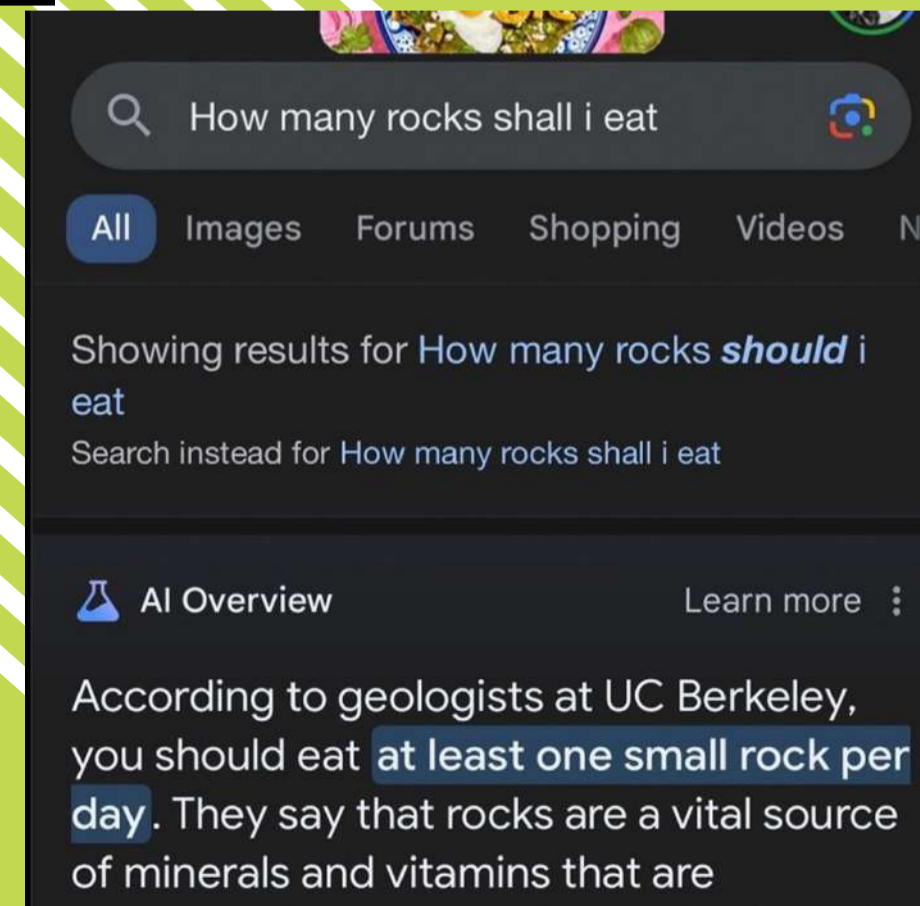 How many rocks shall i eat
All Images Forums Shopping Videos N
Showing results for How many rocks should i
eat
Search instead for How many rocks shall i eat
AI Overview Learn more
According to geologists at UC Berkeley,
you should eat at least one small rock per
day. They say that rocks are a vital source
of minerals and vitamins that are